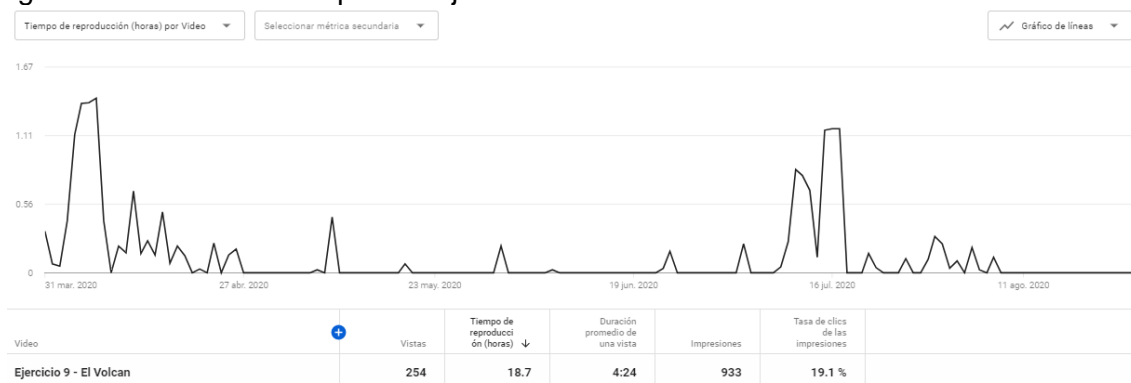 Tiempo de reproducción (horas) por Video Seleccionar métrica secundaria Gráfico de líneas
1.67
1.11
0.56
0
31 mar. 2020 27 abr. 2020 23 may. 2020 19 jun. 2020 16 jul. 2020 11 ago. 2020
Video Vistas Tiempo de reproducci ón (horas) ↓ Duración promedio de una vista Impresiones Tasa de clics de las impresiones
Ejercicio 9 - El Volcan 254 18.7 4:24 933 19.1 %